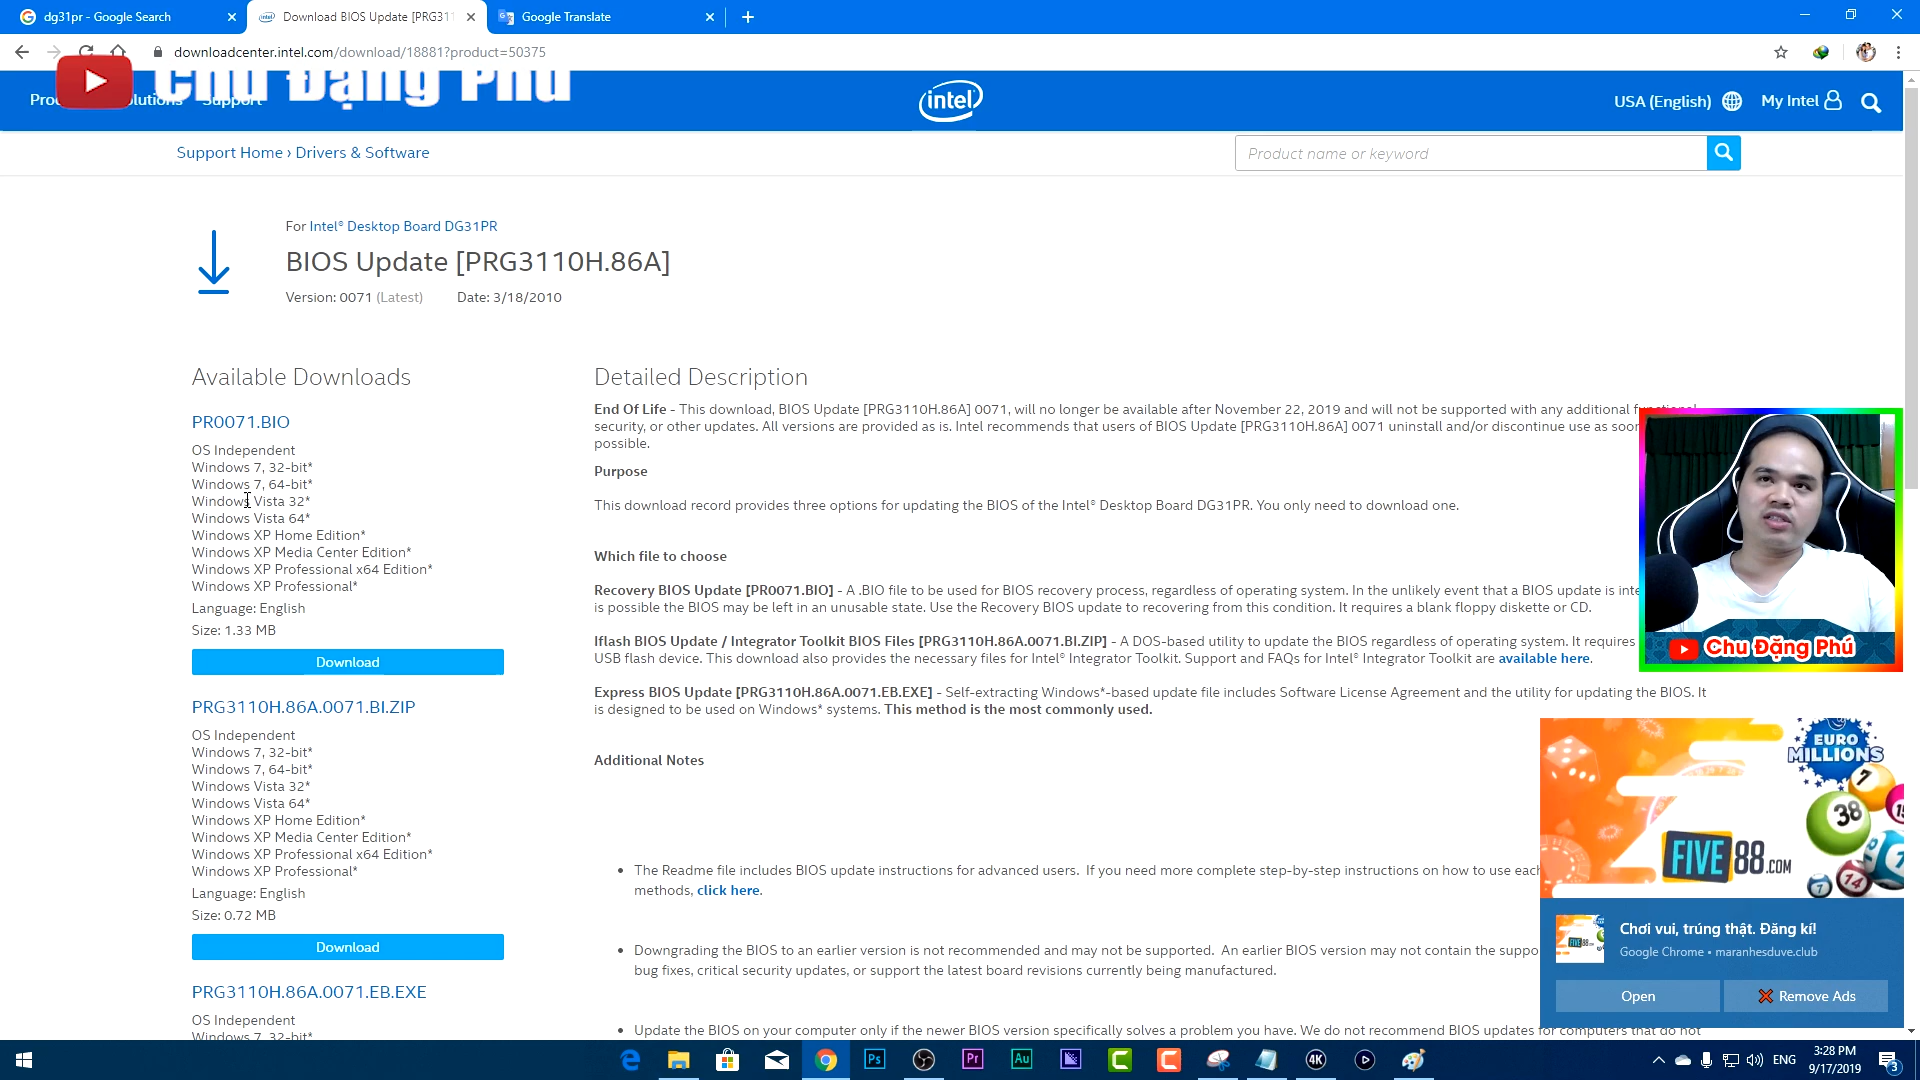 dg31pr - Google Search
Download BIOS Update [PRG311
Google Translate
downloadcenter.intel.com/download/18881?product=50375
Chu Đặng Phú
Support
intel
USA (English)
My Intel
Support Home › Drivers & Software
Product name or keyword
For Intel® Desktop Board DG31PR
BIOS Update [PRG3110H.86A]
Version: 0071 (Latest) Date: 3/18/2010
Available Downloads
PR0071.BIO
OS Independent
Windows 7, 32-bit*
Windows 7, 64-bit*
Windows Vista 32*
Windows Vista 64*
Windows XP Home Edition*
Windows XP Media Center Edition*
Windows XP Professional x64 Edition*
Windows XP Professional*
Language: English
Size: 1.33 MB
Download
PRG3110H.86A.0071.BI.ZIP
OS Independent
Windows 7, 32-bit*
Windows 7, 64-bit*
Windows Vista 32*
Windows Vista 64*
Windows XP Home Edition*
Windows XP Media Center Edition*
Windows XP Professional x64 Edition*
Windows XP Professional*
Language: English
Size: 0.72 MB
Download
PRG3110H.86A.0071.EB.EXE
OS Independent
Windows 7, 32-bit*
Detailed Description
End Of Life - This download, BIOS Update [PRG3110H.86A] 0071, will no longer be available after November 22, 2019 and will not be supported with any additional
security, or other updates. All versions are provided as is. Intel recommends that users of BIOS Update [PRG3110H.86A] 0071 uninstall and/or discontinue use as soon
possible.
Purpose
This download record provides three options for updating the BIOS of the Intel® Desktop Board DG31PR. You only need to download one.
Which file to choose
Recovery BIOS Update [PR0071.BIO] - A .BIO file to be used for BIOS recovery process, regardless of operating system. In the unlikely event that a BIOS update is inte
is possible the BIOS may be left in an unusable state. Use the Recovery BIOS update to recovering from this condition. It requires a blank floppy diskette or CD.
Iflash BIOS Update / Integrator Toolkit BIOS Files [PRG3110H.86A.0071.BI.ZIP] - A DOS-based utility to update the BIOS regardless of operating system. It requires
USB flash device. This download also provides the necessary files for Intel® Integrator Toolkit. Support and FAQs for Intel® Integrator Toolkit are available here.
Express BIOS Update [PRG3110H.86A.0071.EB.EXE] - Self-extracting Windows*-based update file includes Software License Agreement and the utility for updating the BIOS. It
is designed to be used on Windows* systems. This method is the most commonly used.
Additional Notes
The Readme file includes BIOS update instructions for advanced users. If you need more complete step-by-step instructions on how to use each
methods, click here.
Downgrading the BIOS to an earlier version is not recommended and may not be supported. An earlier BIOS version may not contain the suppo
bug fixes, critical security updates, or support the latest board revisions currently being manufactured.
Update the BIOS on your computer only if the newer BIOS version specifically solves a problem you have. We do not recommend BIOS updates for computers that do not
Chu Đặng Phú
EURO
MILLIONS
7
38
FIVE88.COM
7
14
Chơi vui, trúng thật. Đăng kí!
Google Chrome • maranhesduve.club
Open
Remove Ads
Ps
Pr
Au
4K
ENG
3:28 PM
9/17/2019
3